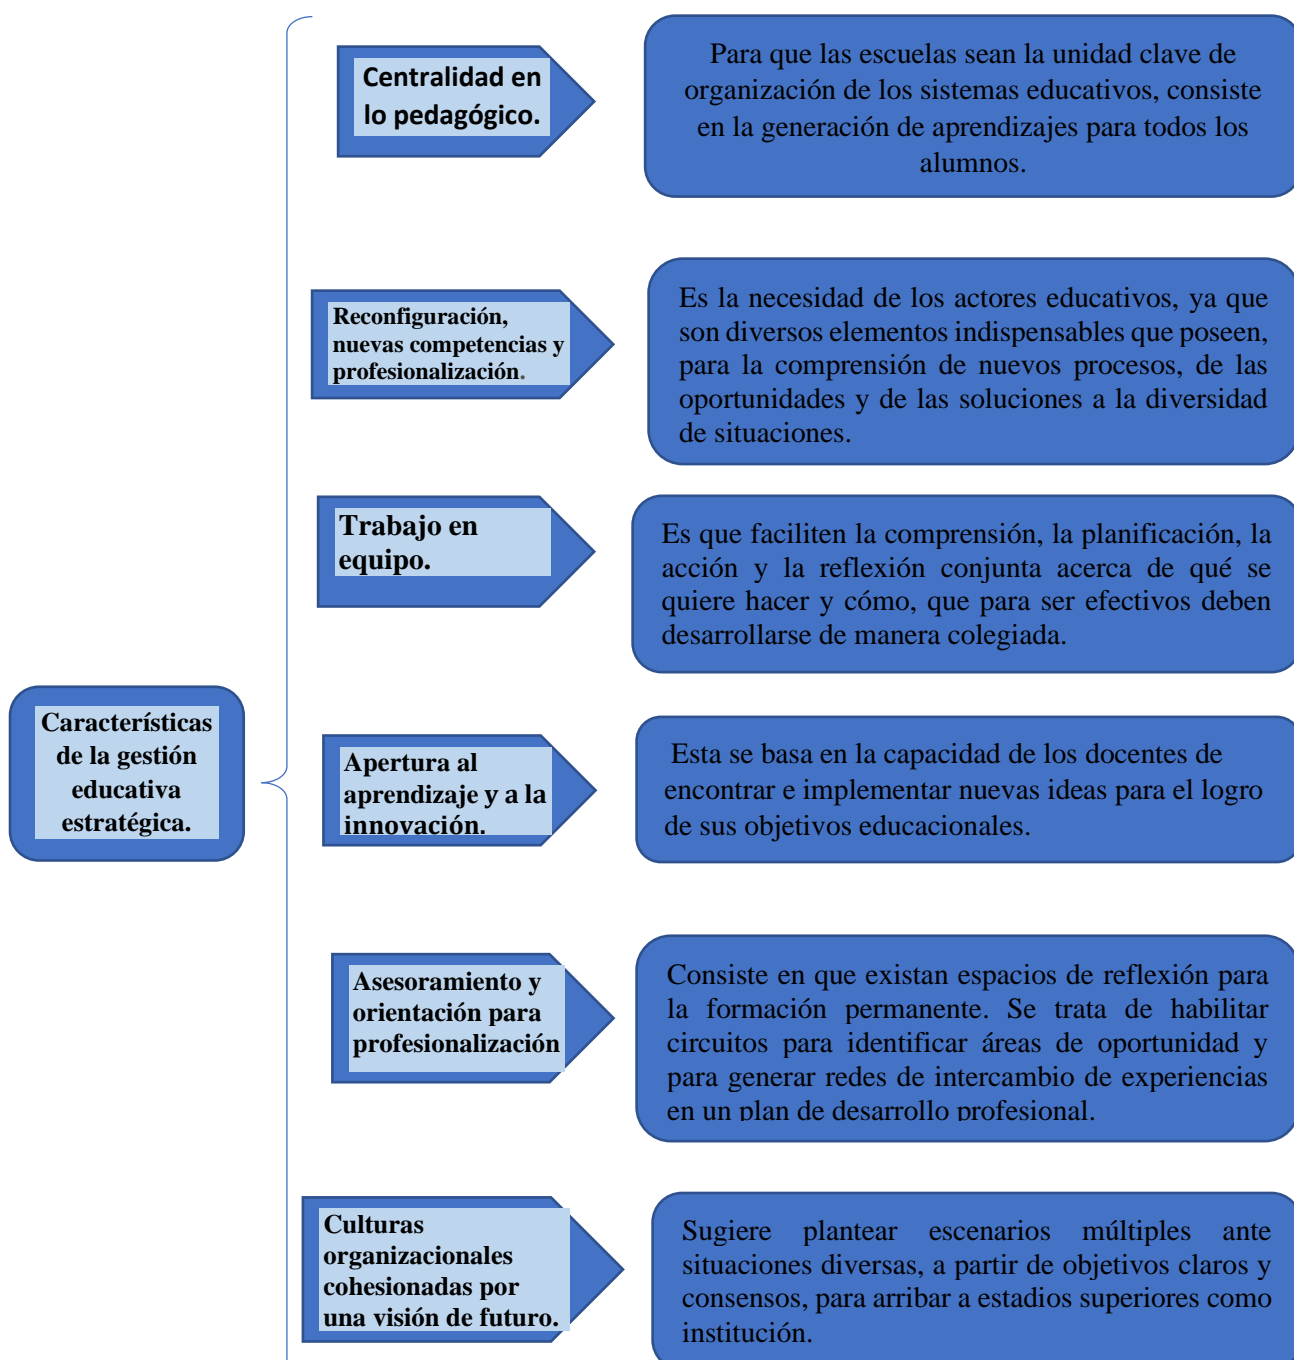 Centralidad en
lo pedagógico.
Para que las escuelas sean la unidad clave de
organización de los sistemas educativos, consiste
en la generación de aprendizajes para todos los
alumnos.
Reconfiguración,
nuevas competencias y
profesionalización.
Es la necesidad de los actores educativos, ya que
son diversos elementos indispensables que poseen,
para la comprensión de nuevos procesos, de las
oportunidades y de las soluciones a la diversidad
de situaciones.
Trabajo en
equipo.
Es que faciliten la comprensión, la planificación, la
acción y la reflexión conjunta acerca de qué se
quiere hacer y cómo, que para ser efectivos deben
desarrollarse de manera colegiada.
Características
de la gestión
educativa
estratégica.
Apertura al
aprendizaje y a la
innovación.
Esta se basa en la capacidad de los docentes de
encontrar e implementar nuevas ideas para el logro
de sus objetivos educacionales.
Asesoramiento y
orientación para
profesionalización
Consiste en que existan espacios de reflexión para
la formación permanente. Se trata de habilitar
circuitos para identificar áreas de oportunidad y
para generar redes de intercambio de experiencias
en un plan de desarrollo profesional.
Culturas
organizacionales
cohesionadas por
una visión de futuro.
Sugiere plantear escenarios múltiples ante
situaciones diversas, a partir de objetivos claros y
consensos, para arribar a estadios superiores como
institución.